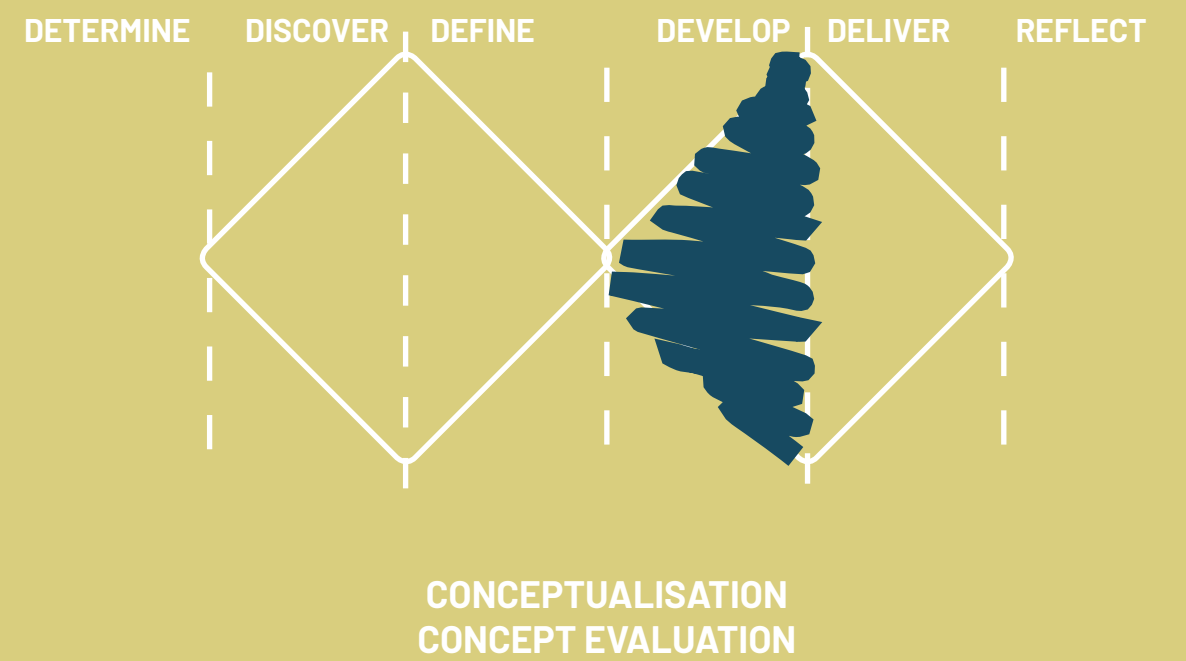 DETERMINE DISCOVER DEFINE DEVELOP DELIVER REFLECT
CONCEPTUALISATION
CONCEPT EVALUATION